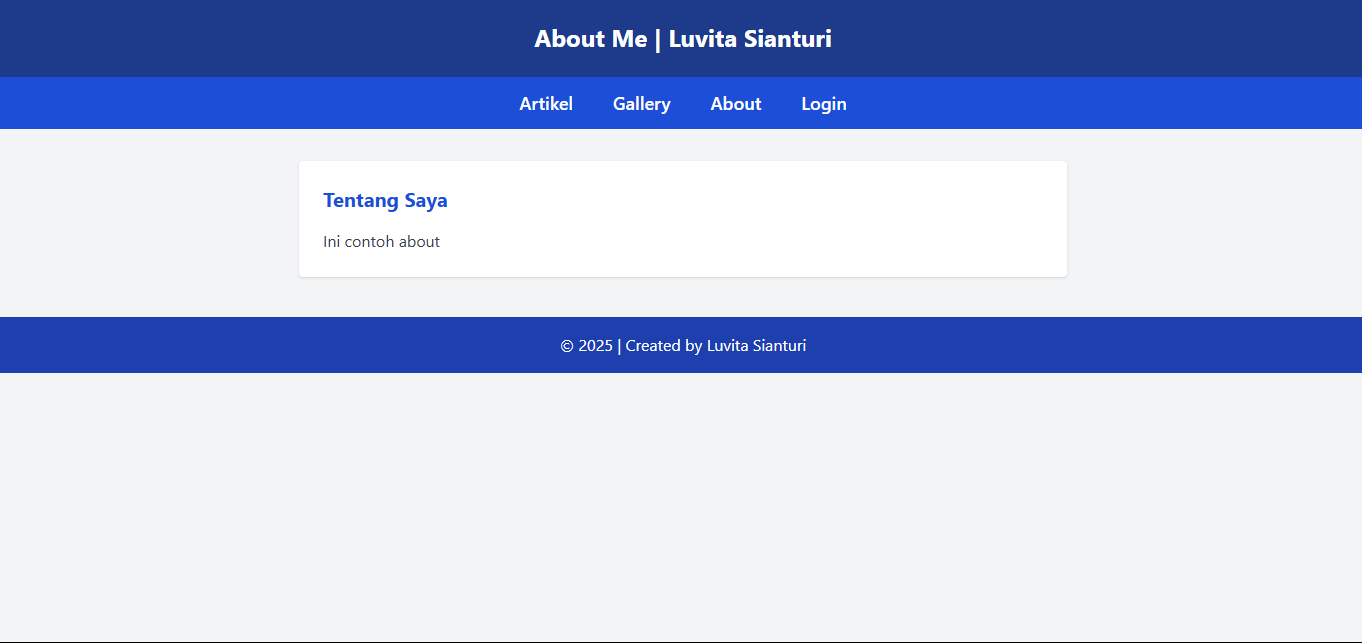 About Me | Luvita Sianturi
Artikel Gallery About Login
Tentang Saya
Ini contoh about
© 2025 | Created by Luvita Sianturi